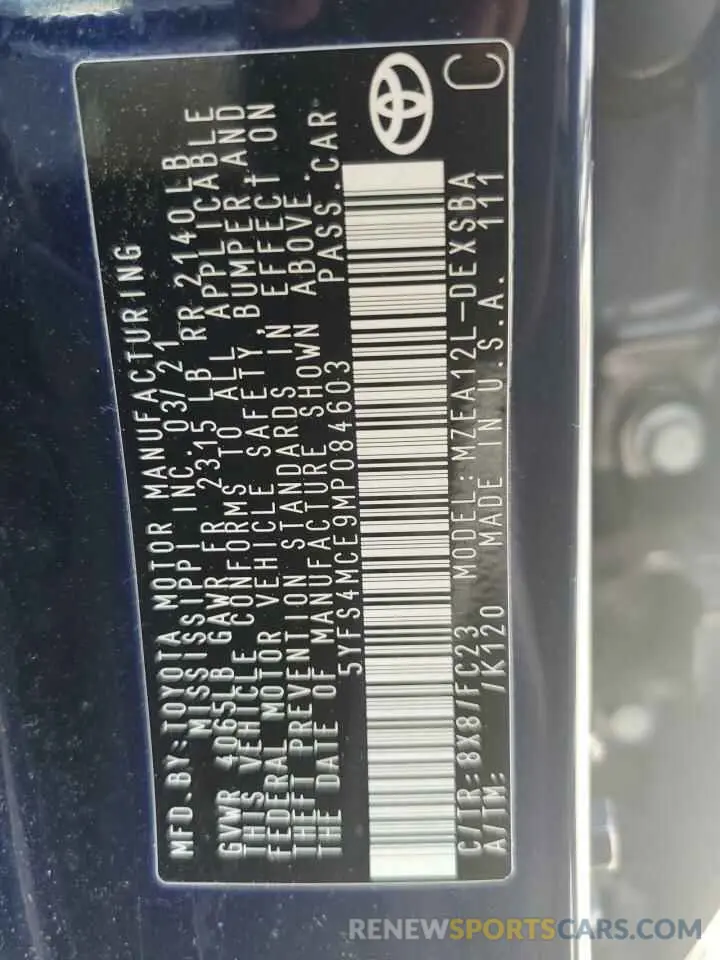 MFD.BY:TOYOTA MOTOR MANUFACTURING
MISSISSIPPI INC.03/21
GVWR 4065LB GAWR FR 2315 LB RR 2140LB
THIS VEHICLE CONFORMS TO ALL APPLICABLE
FEDERAL MOTOR VEHICLE SAFETY, BUMPER AND
THEFT PREVENTION STANDARDS IN EFFECT ON
THE DATE OF MANUFACTURE SHOWN ABOVE.
5YFS4MCE9MP084603 PASS.CAR
C/TR:8X8/FC23 MODEL:MZEA12L-DEXSBA
A/TM: /K120 MADE IN U.S.A. 111
C
RENEWSPORTSCARS.COM